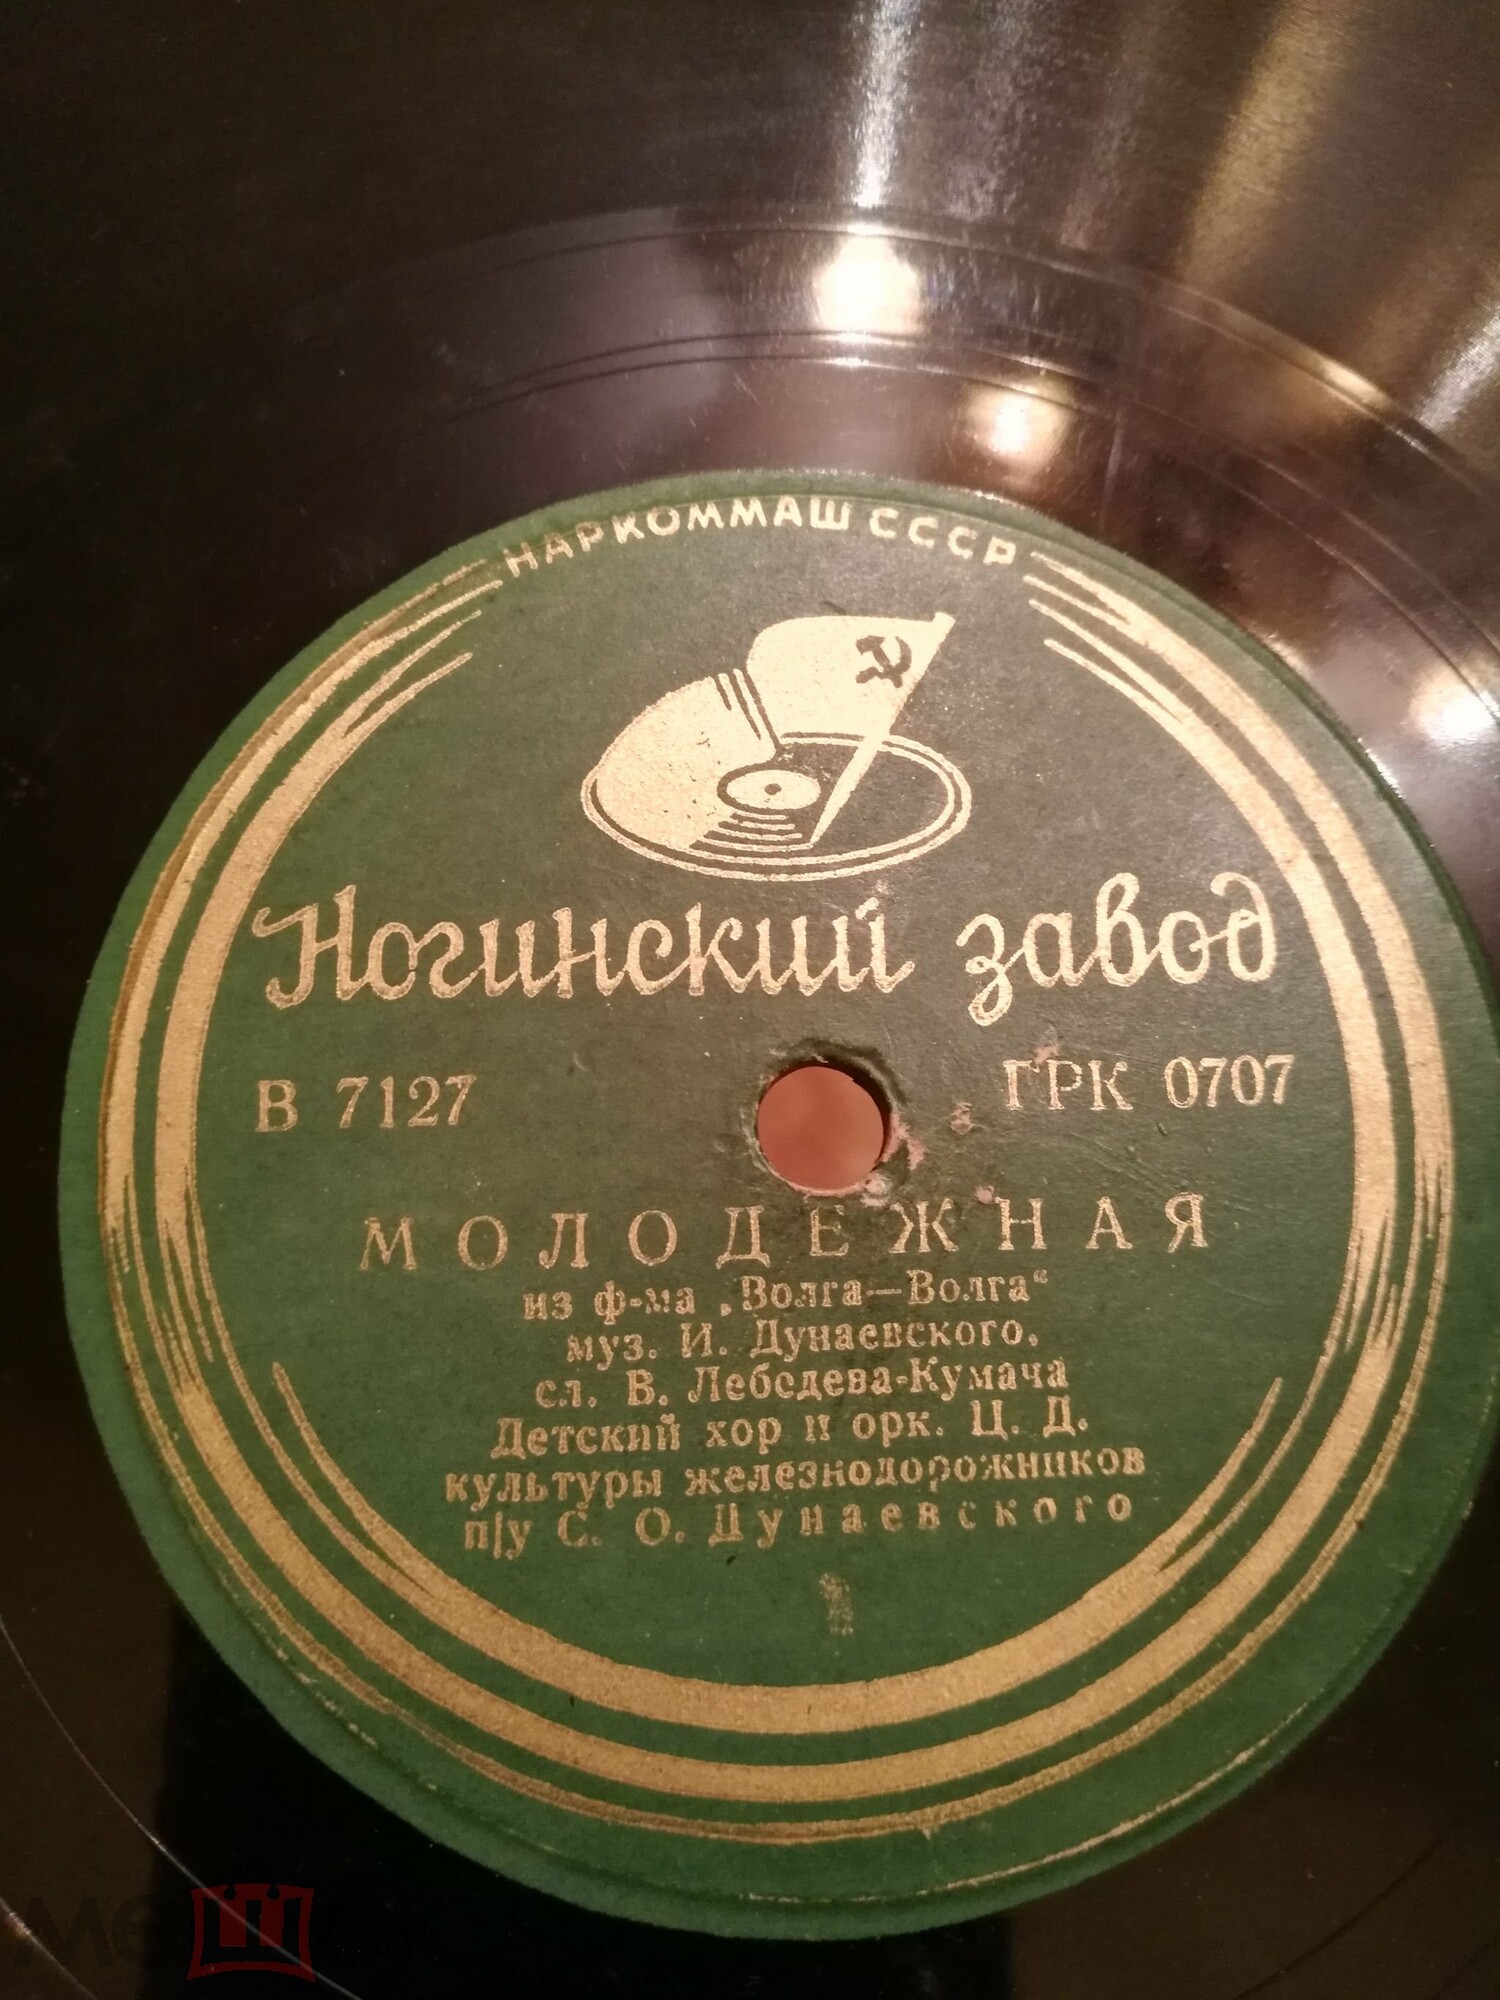 НАРКОММАШ СССР
Ногинский завод
В 7127 ГРК 0707
МОЛОДЕЖНАЯ
из ф-ма „Волга—Волга“
муз. И. Дунаевского,
сл. В. Лебедева-Кумача
Детский хор и орк. Ц. Д.
культуры железнодорожников
п/у С. О. Дунаевского